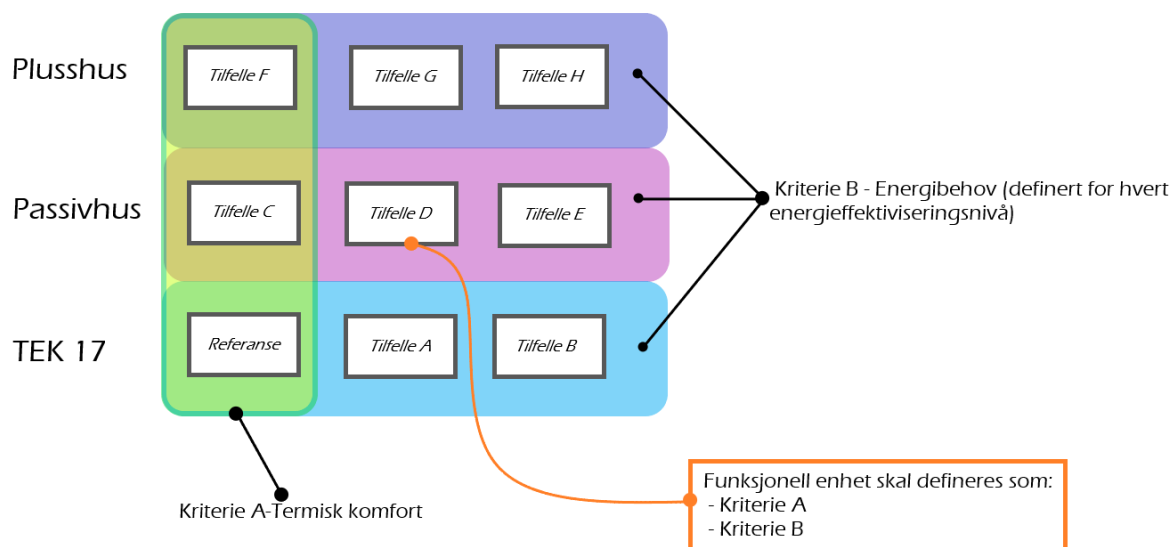 Plusshus
Tilfelle F
Tilfelle G
Tilfelle H
Passivhus
Tilfelle C
Tilfelle D
Tilfelle E
Kriterie B - Energibehov (definert for hvert
energieffektiviseringsnivå)
TEK 17
Referanse
Tilfelle A
Tilfelle B
Kriterie A-Termisk komfort
Funksjonell enhet skal defineres som:
- Kriterie A
- Kriterie B